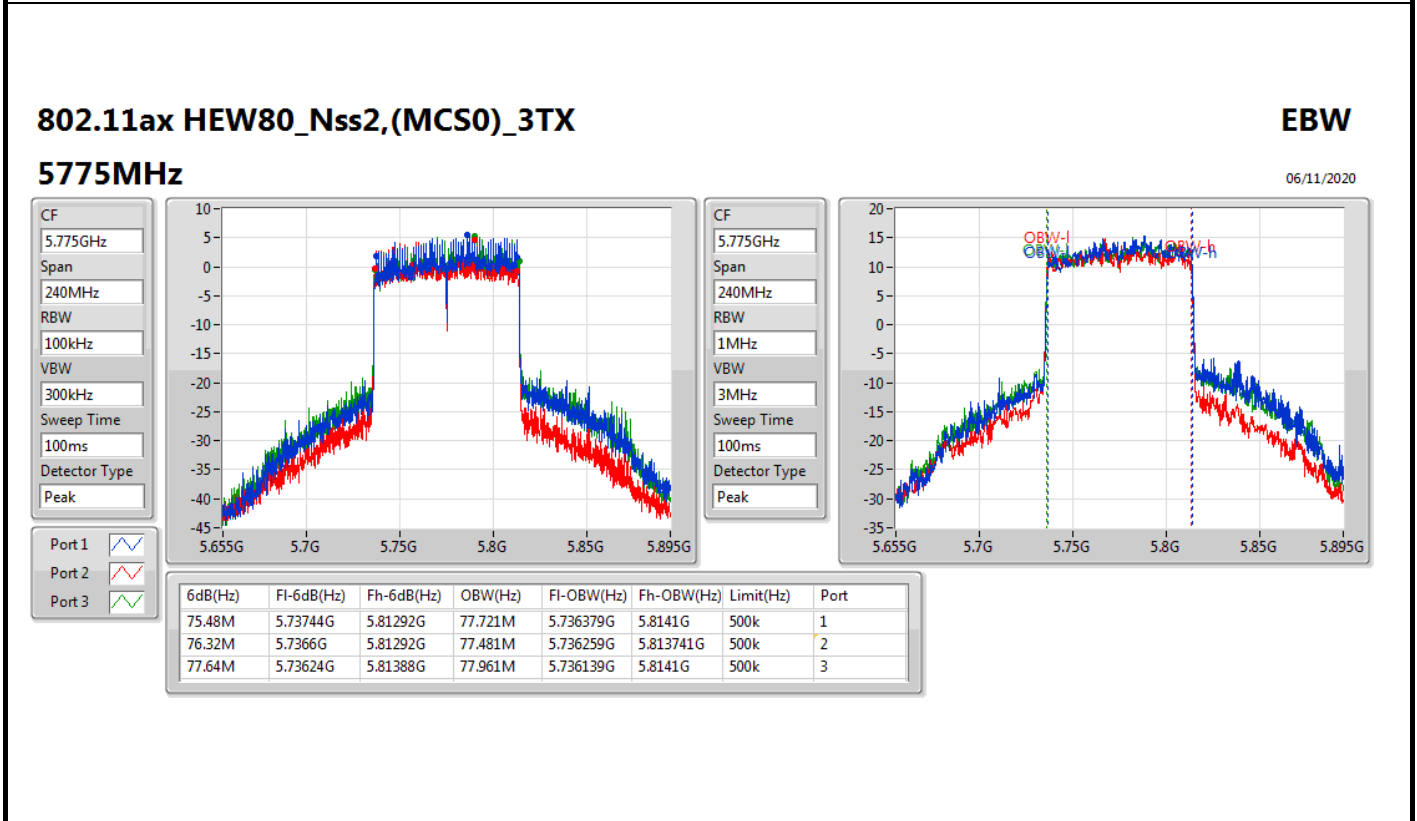 802.11ax HEW80_Nss2,(MCS0)_3TX EBW
5775MHz 06/11/2020
CF
5.775GHz
Span
240MHz
RBW
100kHz
VBW
300kHz
Sweep Time
100ms
Detector Type
Peak
Port 1
Port 2
Port 3
10
5
0
-5
-10
-15
-20
-25
-30
-35
-40
-45
5.655G 5.7G 5.75G 5.8G 5.85G 5.895G
CF
5.775GHz
Span
240MHz
RBW
1MHz
VBW
3MHz
Sweep Time
100ms
Detector Type
Peak
20
15
10
5
0
-5
-10
-15
-20
-25
-30
-35
OBW-l
OBW-h
5.655G 5.7G 5.75G 5.8G 5.85G 5.895G
6dB(Hz) Fl-6dB(Hz) Fh-6dB(Hz) OBW(Hz) Fl-OBW(Hz) Fh-OBW(Hz) Limit(Hz) Port
75.48M 5.73744G 5.81292G 77.721M 5.736379G 5.8141G 500k 1
76.32M 5.7366G 5.81292G 77.481M 5.736259G 5.813741G 500k 2
77.64M 5.73624G 5.81388G 77.961M 5.736139G 5.8141G 500k 3